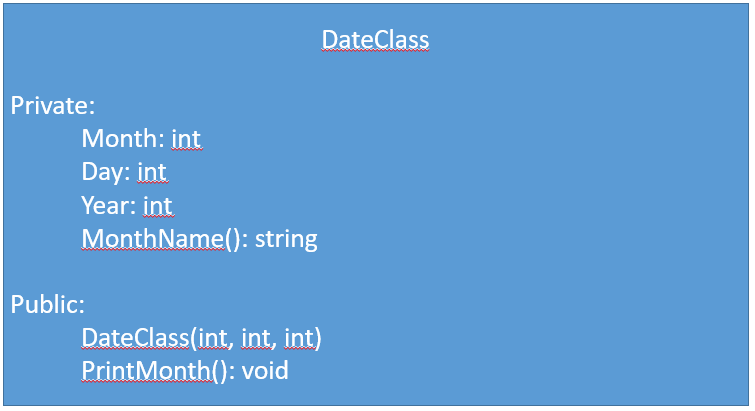 DateClass
Private:
Month: int
Day: int
Year: int
MonthName(): string
Public:
DateClass(int, int, int)
PrintMonth(): void